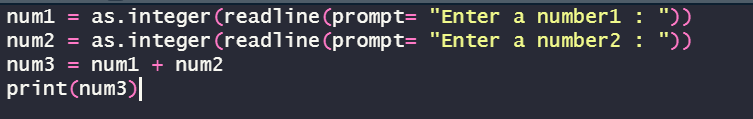 num1 = as.integer(readline(prompt= "Enter a number1 : "))
num2 = as.integer(readline(prompt= "Enter a number2 : "))
num3 = num1 + num2
print(num3)